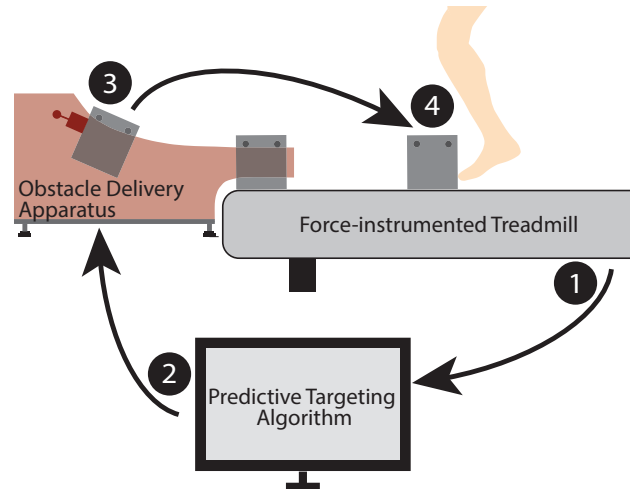 3
4
Obstacle Delivery
Apparatus
Force-instrumented Treadmill
1
2
Predictive Targeting
Algorithm